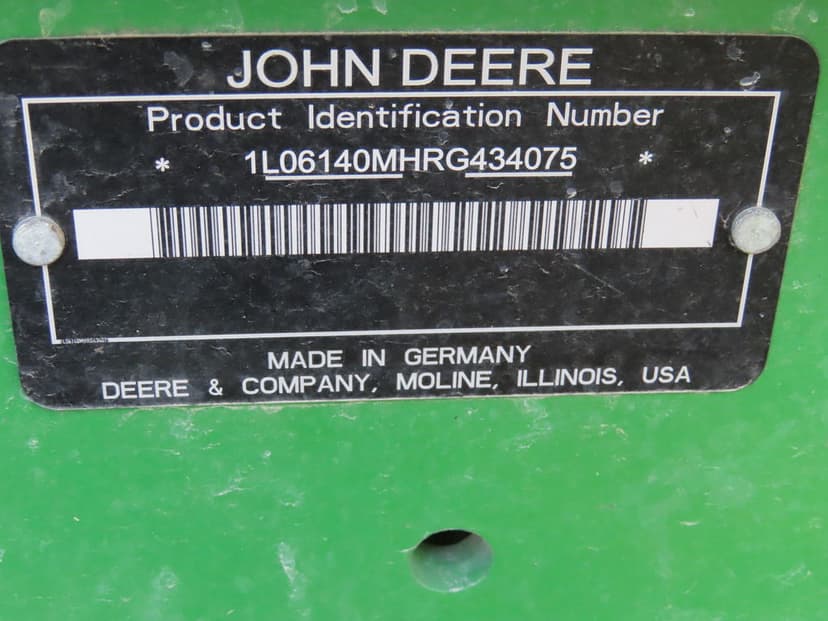 JOHN DEERE
Product Identification Number
* 1L06140MHRG434075 *
MADE IN GERMANY
DEERE & COMPANY, MOLINE, ILLINOIS, USA